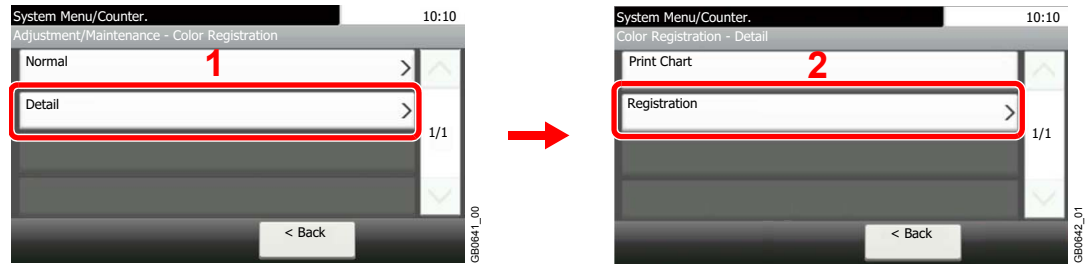 System Menu/Counter.
10:10
Adjustment/Maintenance - Color Registration
Normal
1
Detail
1/1
< Back
GB0641_00
System Menu/Counter.
10:10
Color Registration - Detail
Print Chart
2
Registration
1/1
< Back
GB0642_01